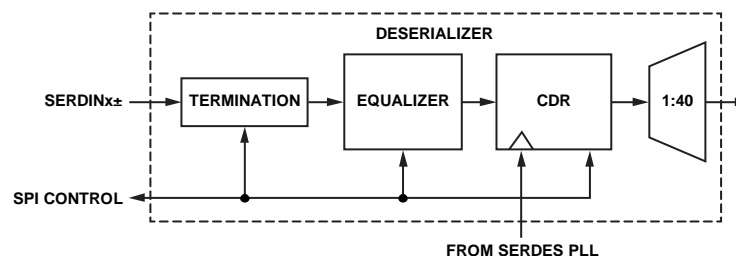 DESERIALIZER
SERDINx±
TERMINATION
EQUALIZER
CDR
1:40
SPI CONTROL
FROM SERDES PLL